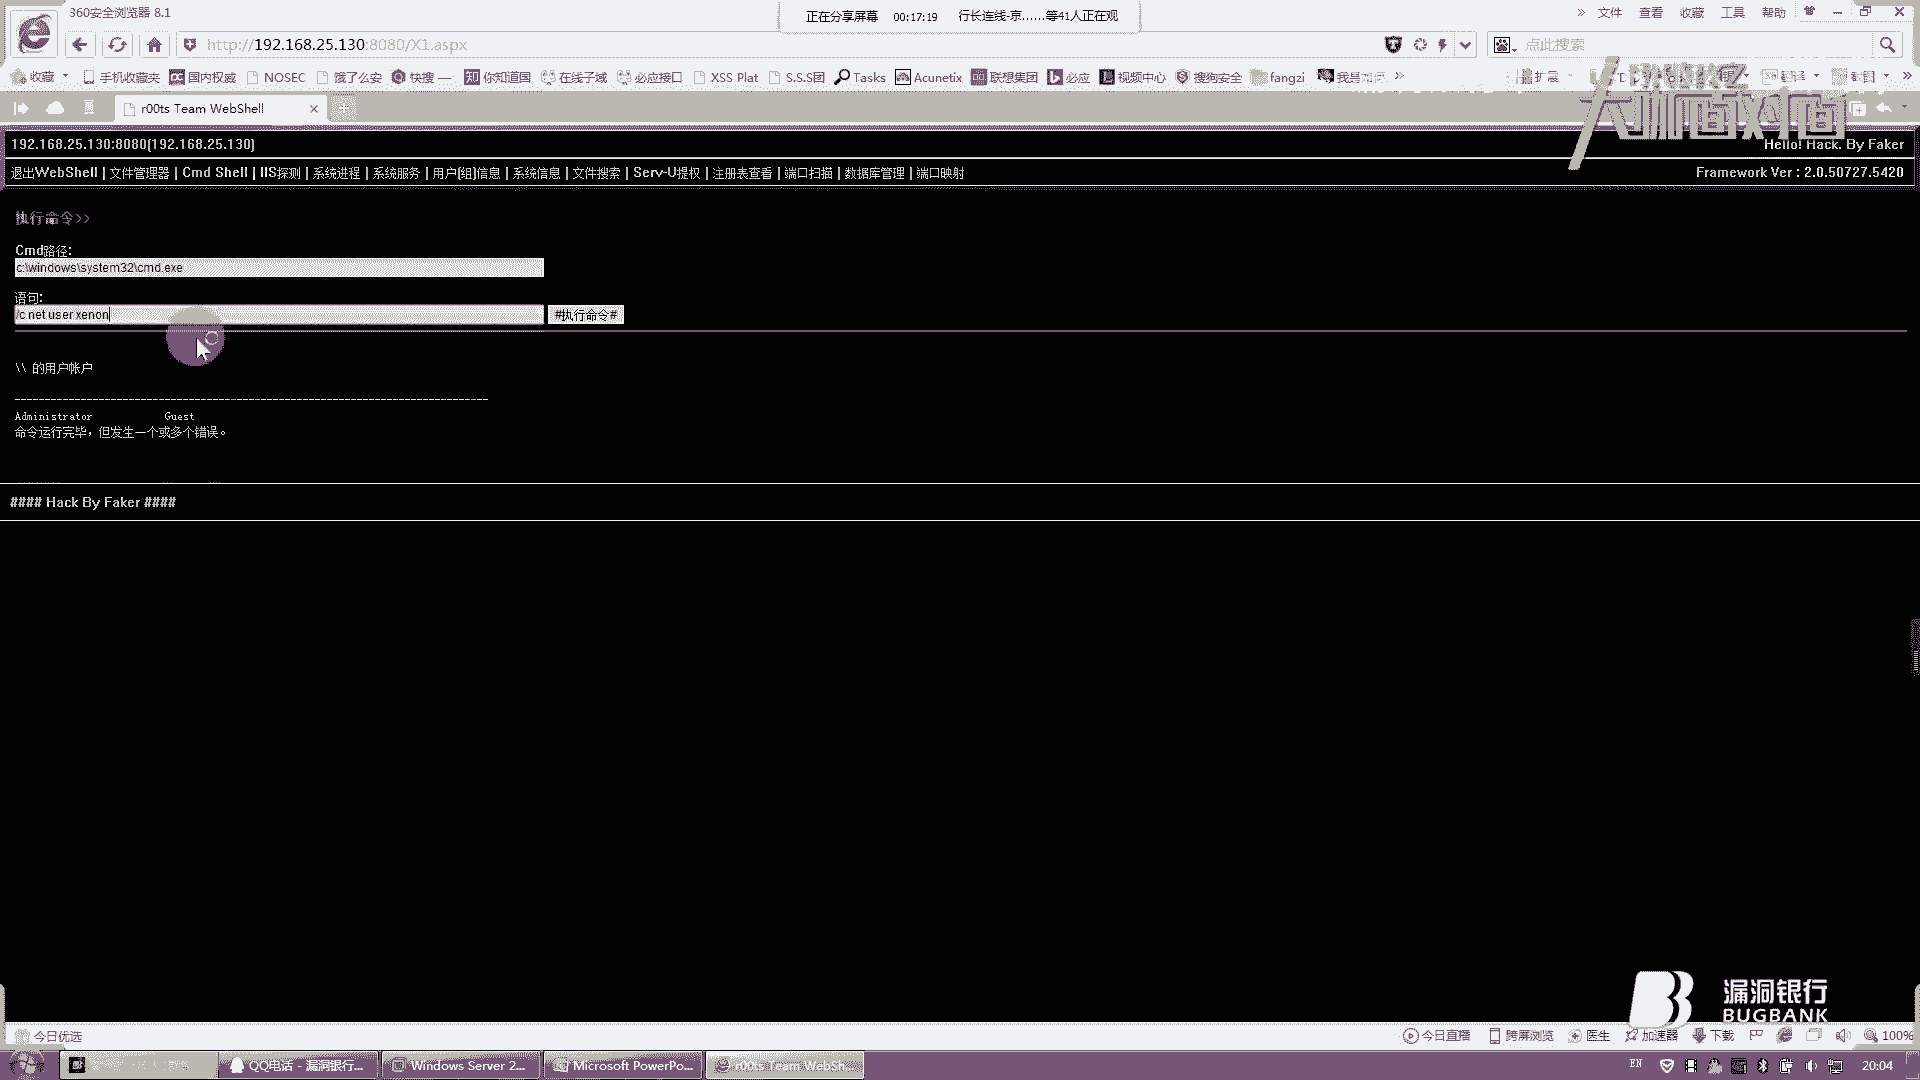 360安全浏览器 8.1
正在分享屏幕 00:17:19 行长连线-京......等41人正在观
文件 查看 收藏 工具 帮助
http://192.168.25.130:8080/X1.aspx
点此搜索
收藏 手机收藏夹 国内权威 NOSEC 饿了么安 快搜 — 你知道国 在线子域 必应接口 XSS Plat S.S.S团 Tasks Acunetix 联想集团 必应 视频中心 搜狗安全 fangzi
扩展
r00ts Team WebShell
大咖面对面
192.168.25.130:8080(192.168.25.130)
Hello! Hack. By Faker
退出WebShell | 文件管理器 | Cmd Shell | IIS探测 | 系统进程 | 系统服务 | 用户(组)信息 | 系统信息 | 文件搜索 | Serv-U提权 | 注册表查看 | 端口扫描 | 数据库管理 | 端口映射
Framework Ver : 2.0.50727.5420
执行命令>>
Cmd路径:
c:\windows\system32\cmd.exe
语句:
/c net user xenon
#执行命令#
\\ 的用户帐户
-------------------------------------------------------------------------------
Administrator Guest
命令运行完毕，但发生一个或多个错误。
#### Hack By Faker ####
漏洞银行
BUGBANK
今日优选
今日直播 跨屏浏览 医生 加速器 下载 100%
QQ电话 - 漏洞银行... Windows Server 2... Microsoft PowerPo... r00ts Team WebSh...
EN 20:04